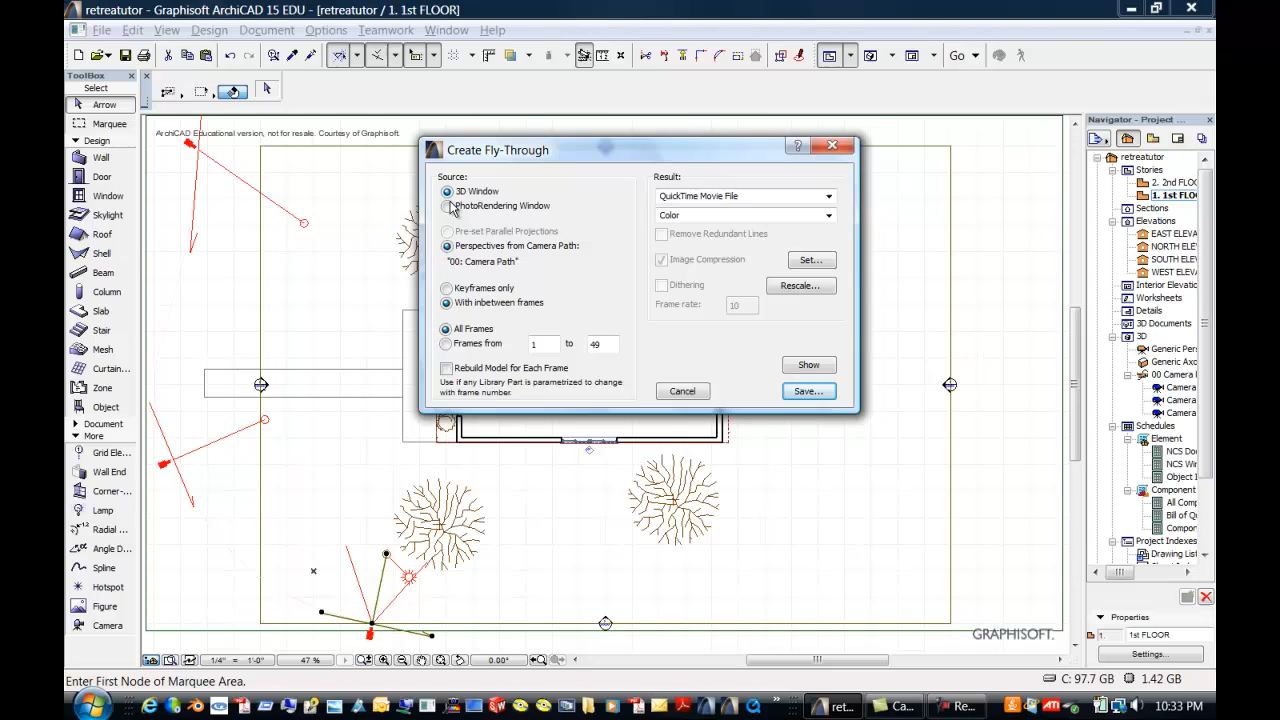 retreatutor - Graphisoft ArchiCAD 15 EDU - [retreatutor / 1. 1st FLOOR]
File Edit View Design Document Options Teamwork Window Help
Go
ToolBox
Select
Arrow
Marquee
Design
Wall
Door
Window
Skylight
Roof
Shell
Beam
Column
Slab
Stair
Mesh
Curtain...
Zone
Object
Document
More
Grid Ele...
Wall End
Corner-...
Lamp
Radial ...
Angle D...
Spline
Hotspot
Figure
Camera
ArchiCAD Educational version, not for resale. Courtesy of Graphisoft.
Create Fly-Through
Source:
3D Window
PhotoRendering Window
Pre-set Parallel Projections
Perspectives from Camera Path:
"00: Camera Path"
Keyframes only
With inbetween frames
All Frames
Frames from 1 to 49
Rebuild Model for Each Frame
Use if any Library Part is parametrized to change
with frame number.
Result:
QuickTime Movie File
Color
Remove Redundant Lines
Image Compression Set...
Dithering Rescale...
Frame rate: 10
Show
Cancel Save...
GRAPHISOFT.
Navigator - Project ...
retreatutor
Stories
2. 2nd FLO
1. 1st FLO
Sections
Elevations
EAST ELEV
NORTH ELE
SOUTH ELE
WEST ELEV
Interior Elevatio
Worksheets
Details
3D Documents
3D
Generic Pers
Generic Axo
00 Camera P
Camera
Camera
Camera
Schedules
Element
NCS Doo
NCS Win
Object I
Component
All Comp
Bill of Qu
Compon
Project Indexes
Drawing List
Properties
1. 1st FLOOR
Settings...
1/4" = 1'-0" 47 % 0.00°
Enter First Node of Marquee Area.
C: 97.7 GB 1.42 GB
ret... Ca... Re... 10:33 PM